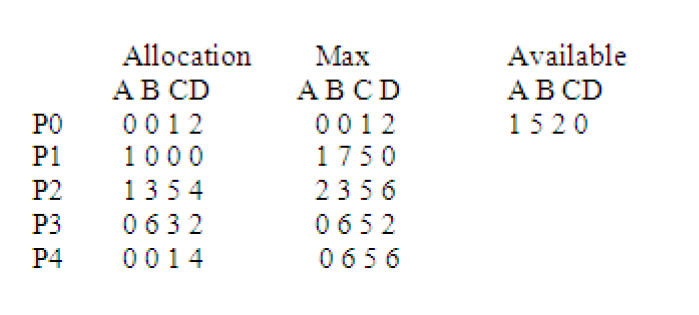 Allocation Max Available
A B CD A B C D A B CD
P0 0 0 1 2 0 0 1 2 1 5 2 0
P1 1 0 0 0 1 7 5 0
P2 1 3 5 4 2 3 5 6
P3 0 6 3 2 0 6 5 2
P4 0 0 1 4 0 6 5 6